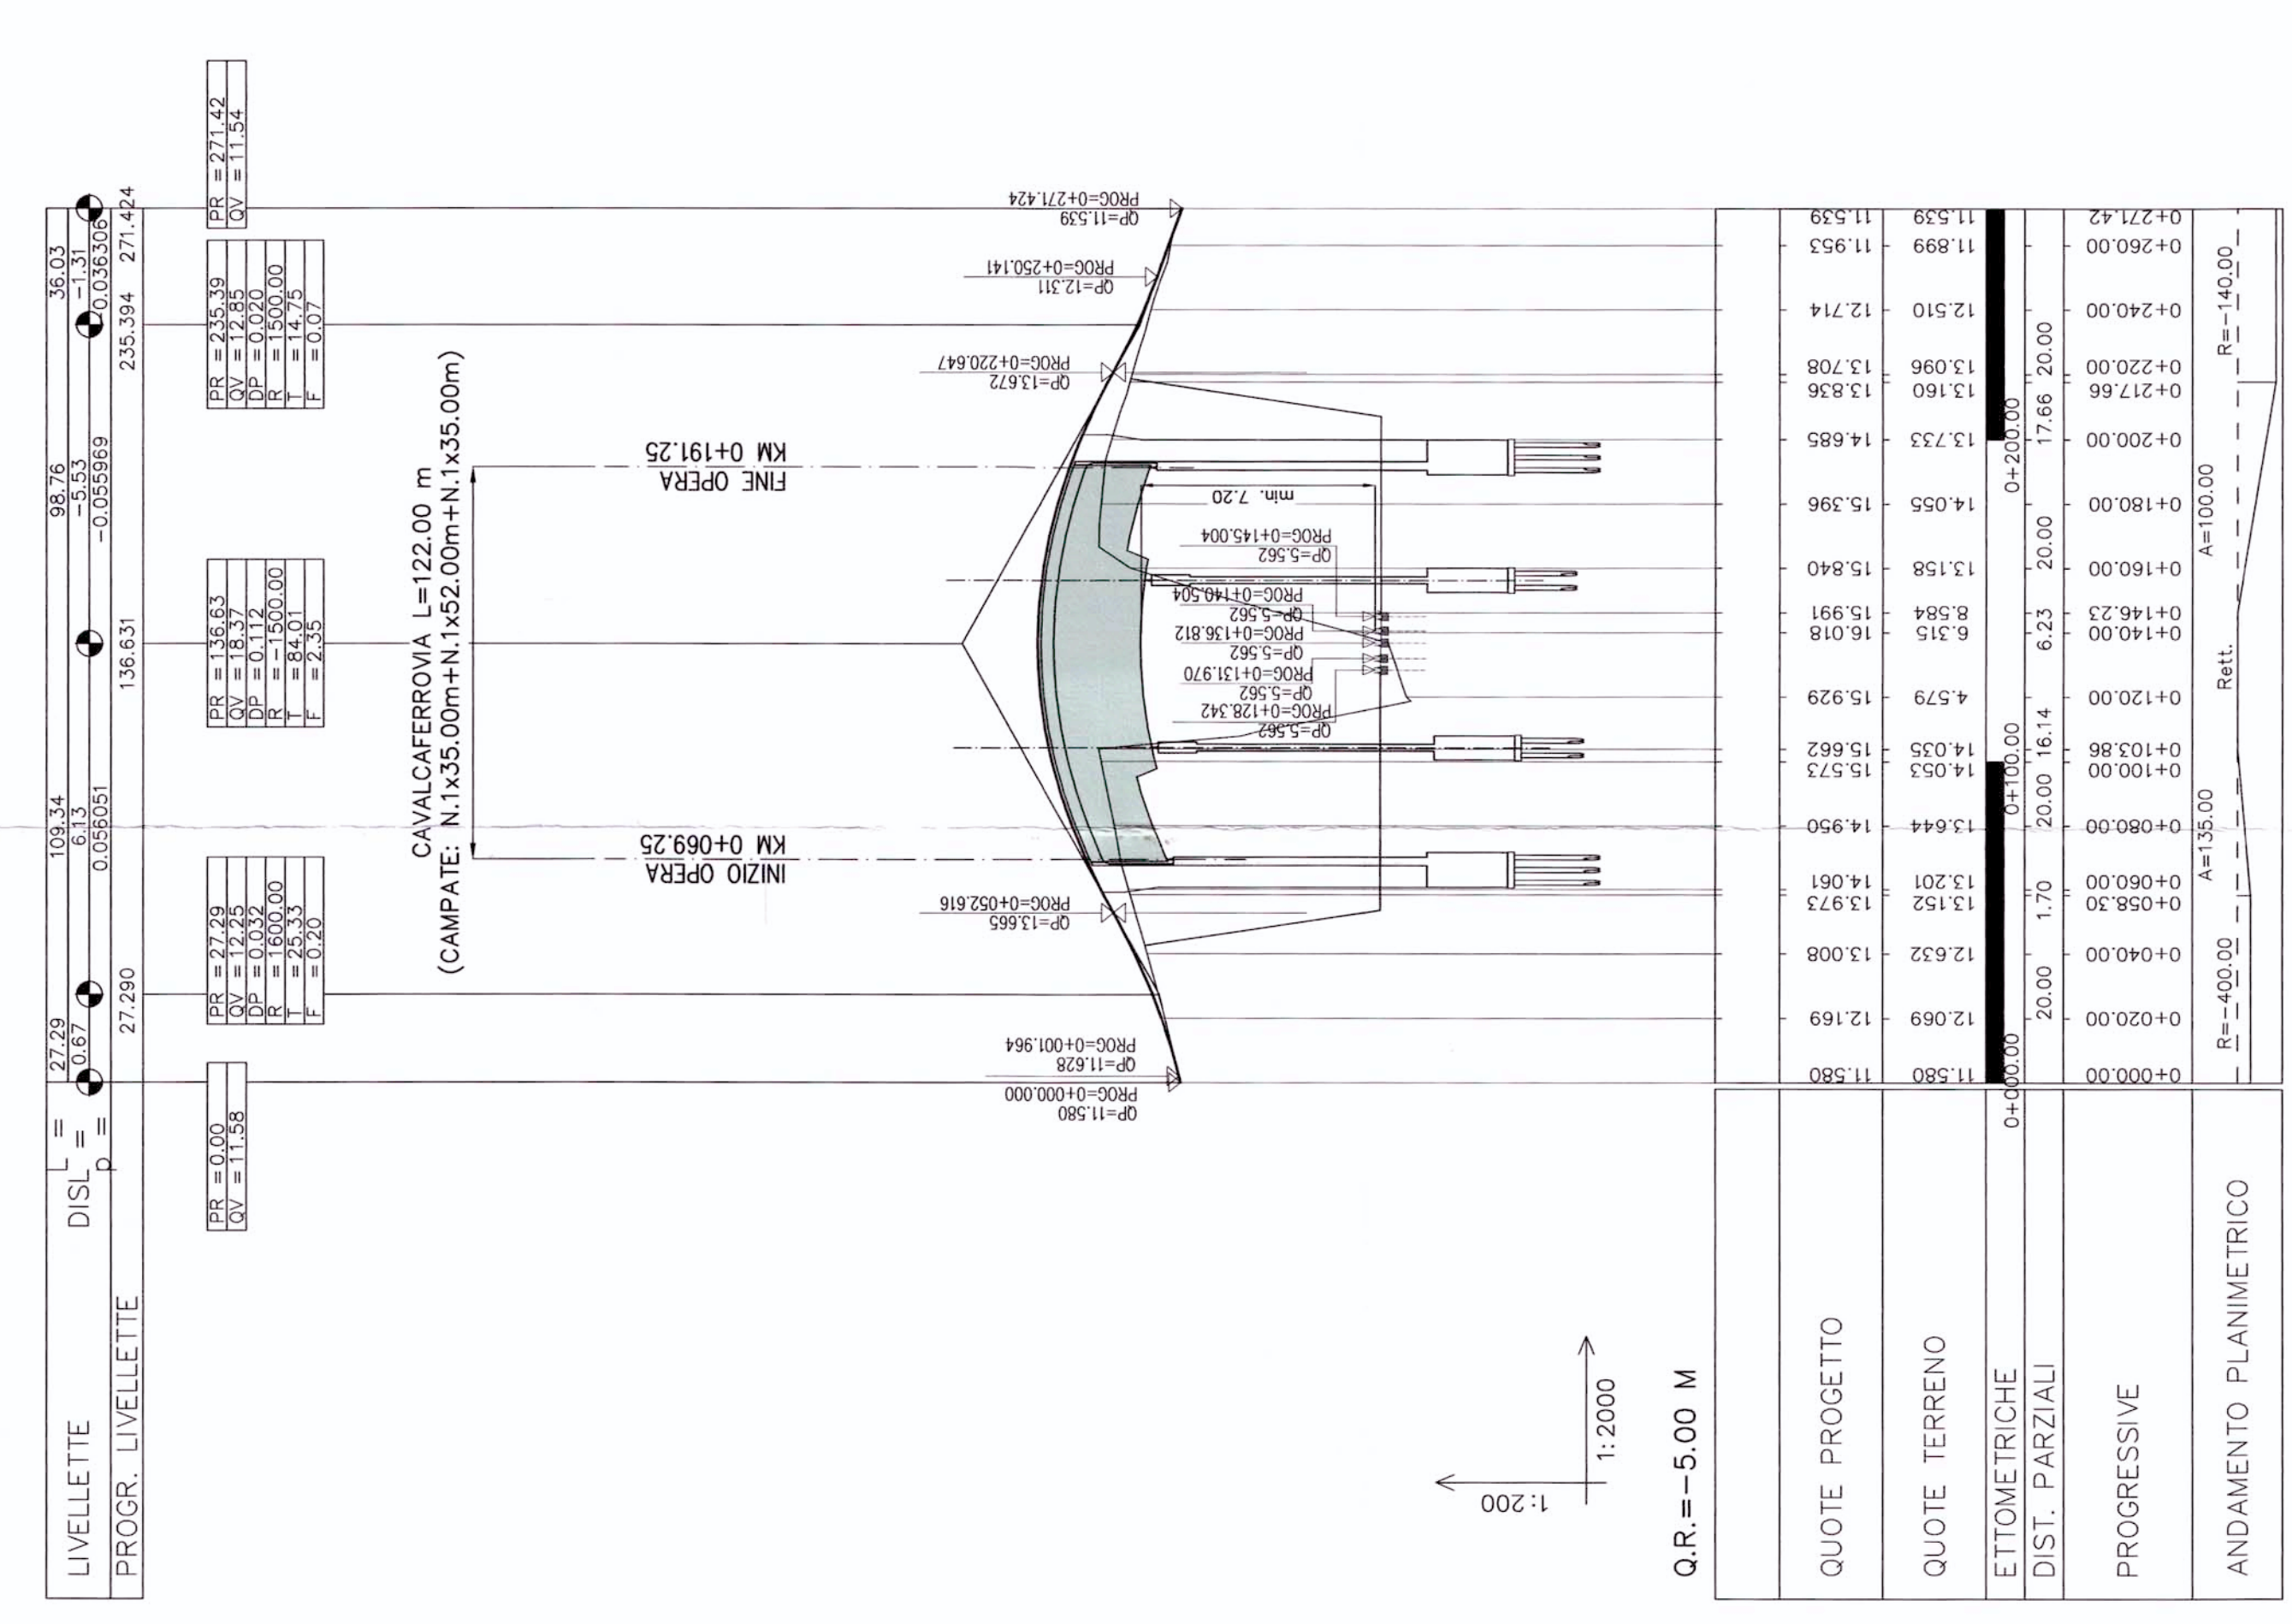 LIVELLETTE
L =
27.29
109.34
98.76
36.03
DISL =
0.67
6.13
-5.53
-1.31
p =
0.056051
-0.055969
PROGR. LIVELLETTE
27.290
136.631
235.394
271.424
PR = 0.00
QV = 11.58
PR = 27.29
QV = 12.25
DP = 0.032
R = 1600.00
T = 25.33
F = 0.20
PR = 136.63
QV = 18.37
DP = 0.112
R = -1500.00
T = 84.01
F = 2.35
PR = 235.39
QV = 12.85
DP = 0.020
R = 1500.00
T = 14.75
F = 0.07
PR = 271.42
QV = 11.54
CAVALCAFERROVIA L=122.00 m
(CAMPATE: N.1x35.00m+N.1x52.00m+N.1x35.00m)
INIZIO OPERA
KM 0+069.25
FINE OPERA
KM 0+191.25
PROG=0+000.000
QP=11.580
PROG=0+001.964
QP=11.628
PROG=0+052.616
QP=13.665
PROG=0+220.647
QP=13.672
PROG=0+250.141
QP=12.311
PROG=0+271.424
QP=11.539
min. 7.20
PROG=0+145.004
QP=5.562
PROG=0+140.504
QP=5.562
PROG=0+136.812
QP=5.562
PROG=0+131.970
QP=5.562
PROG=0+128.342
QP=5.562
1:200
1:2000
Q.R.=-5.00 M
QUOTE PROGETTO
11.580
12.169
13.008
13.973
14.061
14.950
15.573
15.662
15.929
16.018
15.991
15.840
15.396
14.685
13.836
13.708
12.714
11.953
11.539
QUOTE TERRENO
11.580
12.069
12.632
13.152
13.201
13.644
14.053
14.035
4.579
6.315
8.584
13.158
14.055
13.733
13.160
13.096
12.510
11.899
11.539
ETTOMETRICHE
0+000.00
0+100.00
0+200.00
DIST. PARZIALI
20.00
1.70
20.00
16.14
6.23
20.00
20.00
17.66
20.00
PROGRESSIVE
0+000.00
0+020.00
0+040.00
0+058.30
0+060.00
0+080.00
0+100.00
0+103.86
0+120.00
0+140.00
0+146.23
0+160.00
0+180.00
0+200.00
0+217.66
0+220.00
0+240.00
0+260.00
0+271.42
ANDAMENTO PLANIMETRICO
R=-400.00
A=135.00
Rett.
A=100.00
R=-140.00